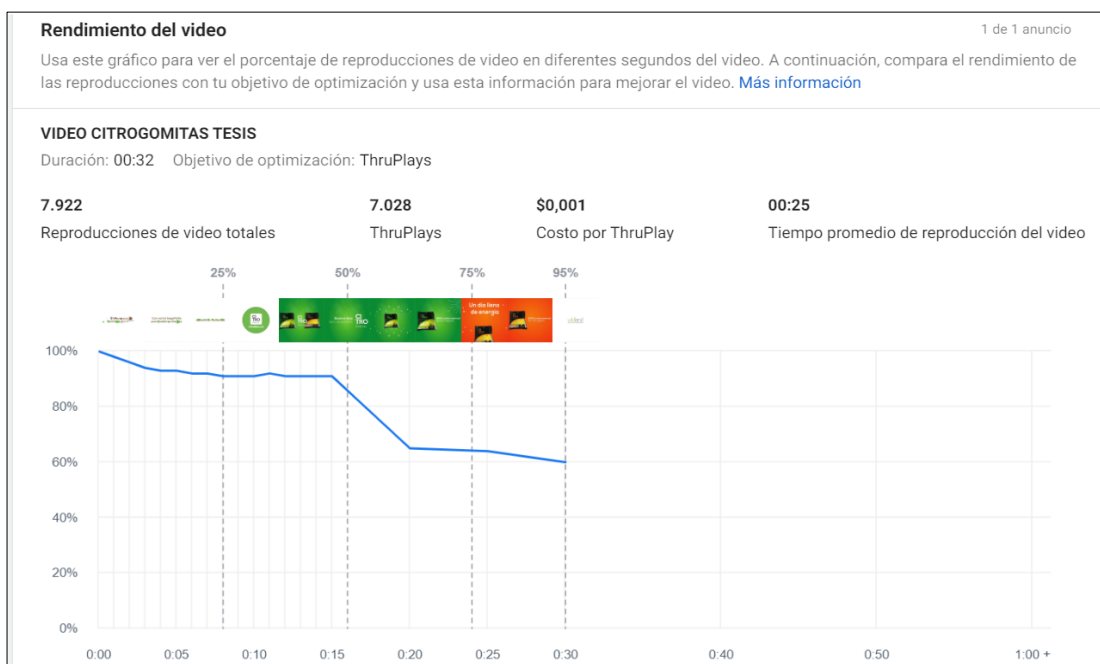 Rendimiento del video
1 de 1 anuncio
Usa este gráfico para ver el porcentaje de reproducciones de video en diferentes segundos del video. A continuación, compara el rendimiento de
las reproducciones con tu objetivo de optimización y usa esta información para mejorar el video. Más información
VIDEO CITROGOMITAS TESIS
Duración: 00:32 Objetivo de optimización: ThruPlays
7.922 7.028 $0,001 00:25
Reproducciones de video totales ThruPlays Costo por ThruPlay Tiempo promedio de reproducción del video
25% 50% 75% 95%
Un día lleno
de energía
100%
80%
60%
40%
20%
0%
0:00 0:05 0:10 0:15 0:20 0:25 0:30 0:40 0:50 1:00 +